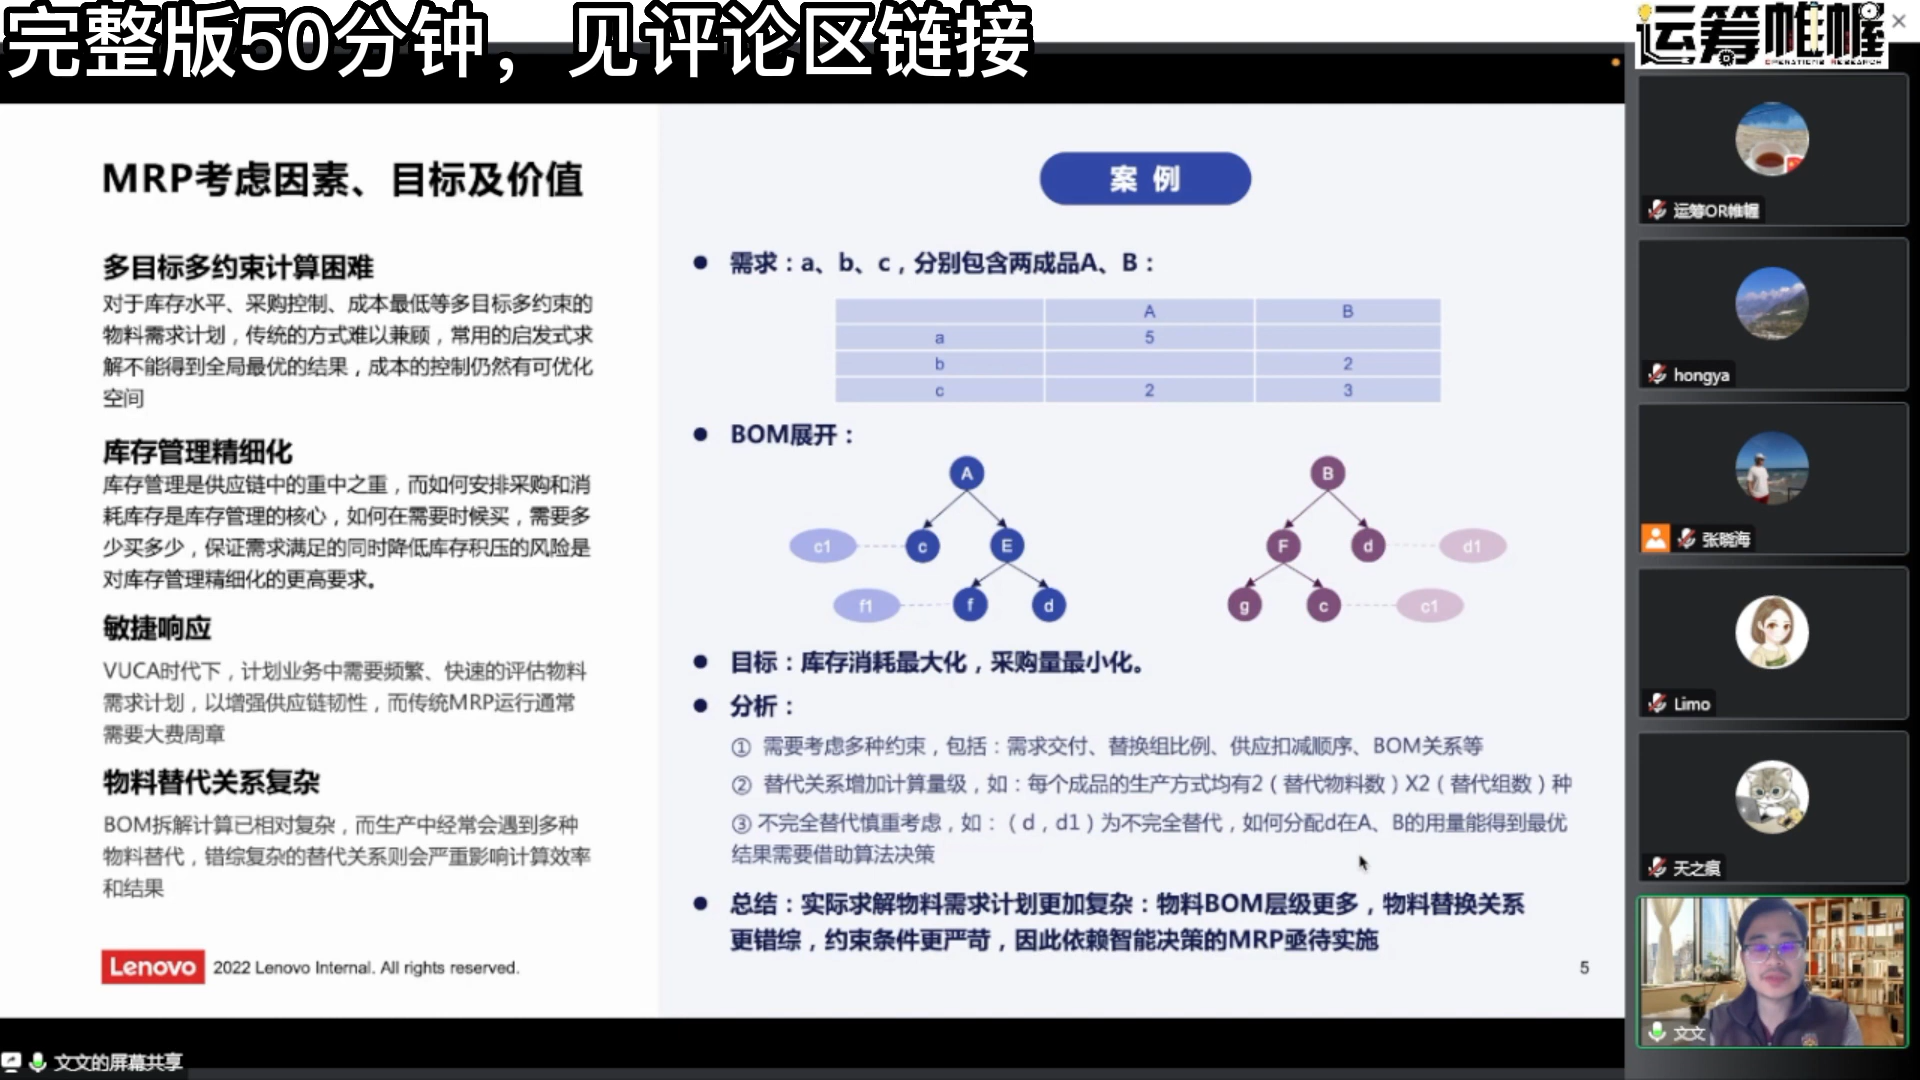 完整版50分钟，见评论区链接
运筹帷幄
OPERATIONS RESEARCH
MRP考虑因素、目标及价值
多目标多约束计算困难
对于库存水平、采购控制、成本最低等多目标多约束的
物料需求计划，传统的方式难以兼顾，常用的启发式求
解不能得到全局最优的结果，成本的控制仍然有可优化
空间
库存管理精细化
库存管理是供应链中的重中之重，而如何安排采购和消
耗库存是库存管理的核心，如何在需要时候买，需要多
少买多少，保证需求满足的同时降低库存积压的风险是
对库存管理精细化的更高要求。
敏捷响应
VUCA时代下，计划业务中需要频繁、快速的评估物料
需求计划，以增强供应链韧性，而传统MRP运行通常
需要大费周章
物料替代关系复杂
BOM拆解计算已相对复杂，而生产中经常会遇到多种
物料替代，错综复杂的替代关系则会严重影响计算效率
和结果
Lenovo 2022 Lenovo Internal. All rights reserved.
案例
● 需求：a、b、c，分别包含两成品A、B：
A B
a 5
b 2
c 2 3
● BOM展开：
A B
c1 c E F d d1
f1 f d g c c1
● 目标：库存消耗最大化，采购量最小化。
● 分析：
① 需要考虑多种约束，包括：需求交付、替换组比例、供应扣减顺序、BOM关系等
② 替代关系增加计算量级，如：每个成品的生产方式均有2（替代物料数）X2（替代组数）种
③ 不完全替代慎重考虑，如：（d，d1）为不完全替代，如何分配d在A、B的用量能得到最优
结果需要借助算法决策
● 总结：实际求解物料需求计划更加复杂：物料BOM层级更多，物料替换关系
更错综，约束条件更严苛，因此依赖智能决策的MRP亟待实施
5
运筹OR帷幄
hongya
张晓海
Limo
天之痕
文文
文文的屏幕共享